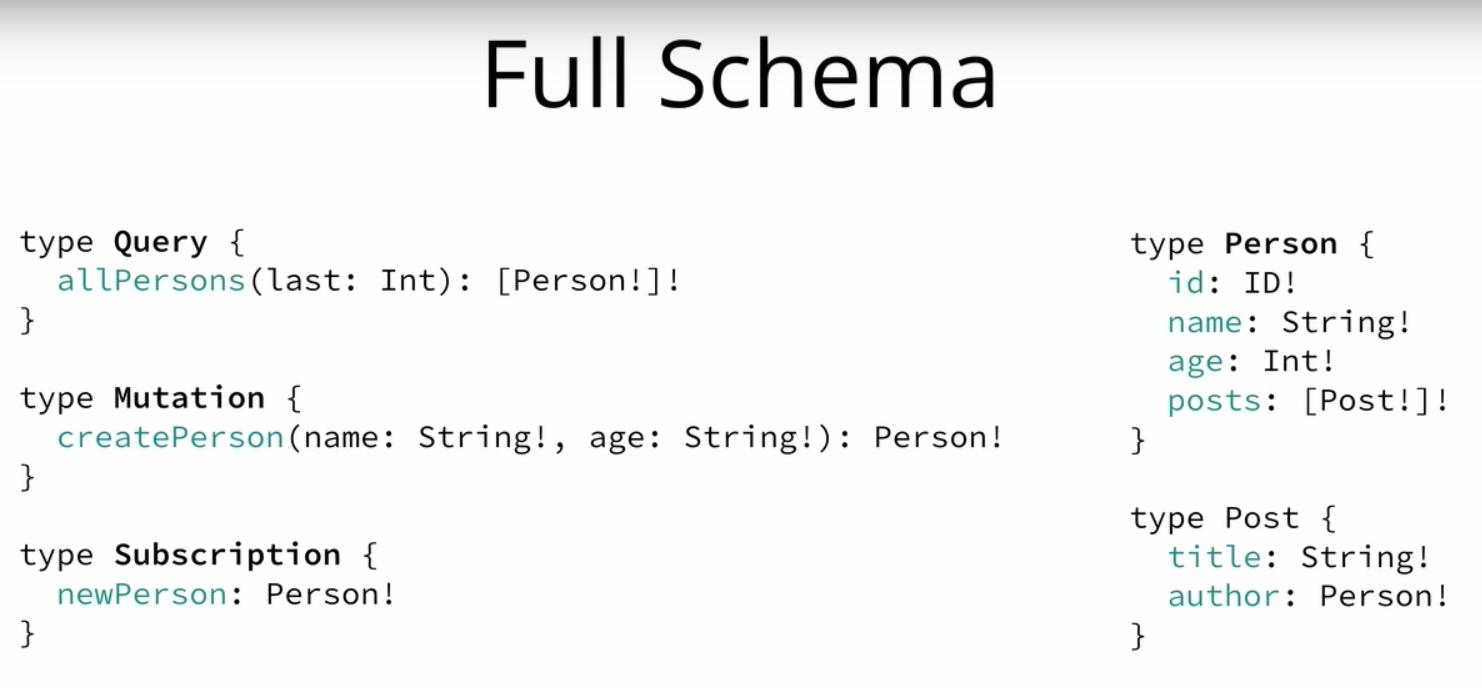 Full Schema
type Query {
  allPersons(last: Int): [Person!]!
}
type Mutation {
  createPerson(name: String!, age: String!): Person!
}
type Subscription {
  newPerson: Person!
}
type Person {
  id: ID!
  name: String!
  age: Int!
  posts: [Post!]!
}
type Post {
  title: String!
  author: Person!
}